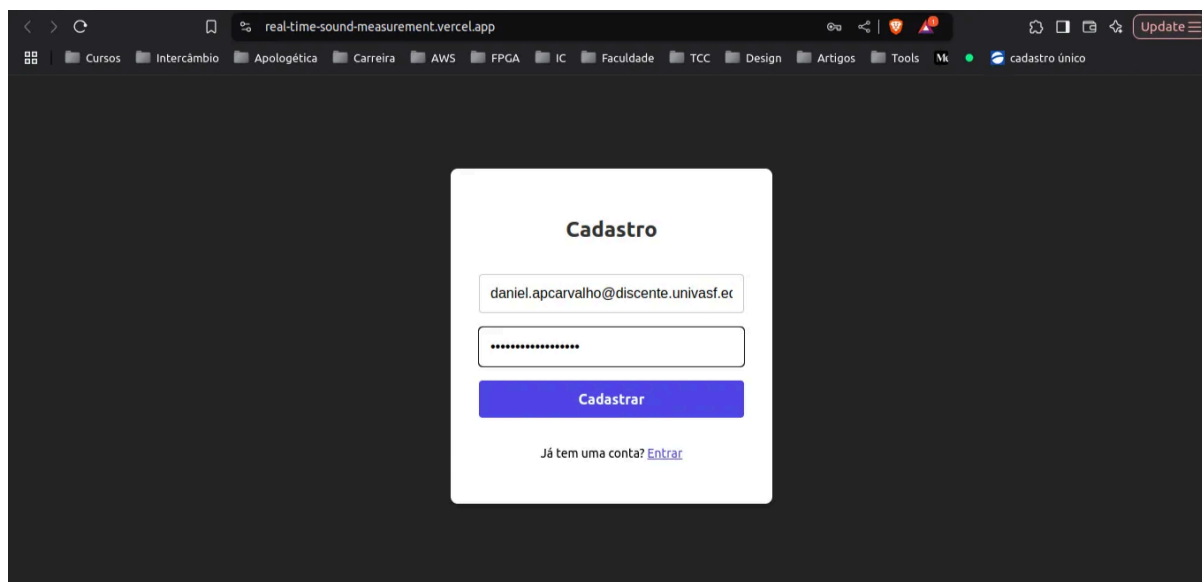 real-time-sound-measurement.vercel.app
1
Update
Cursos Intercâmbio Apologética Carreira AWS FPGA IC Faculdade TCC Design Artigos Tools cadastro único
Cadastro
daniel.apcarvalho@discente.univasf.ec
••••••••••••••••••
Cadastrar
Já tem uma conta? Entrar